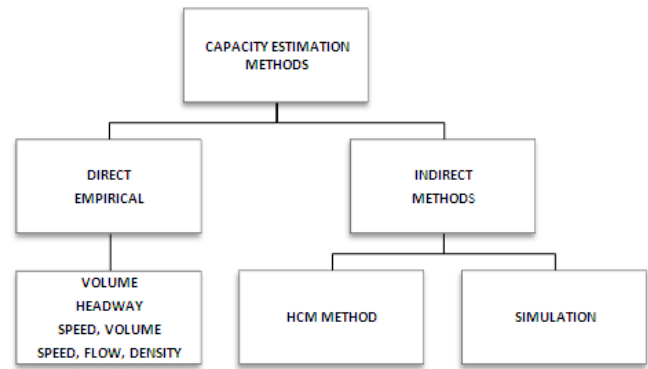 CAPACITY ESTIMATION
METHODS
DIRECT
EMPIRICAL
INDIRECT
METHODS
VOLUME
HEADWAY
SPEED, VOLUME
SPEED, FLOW, DENSITY
HCM METHOD
SIMULATION